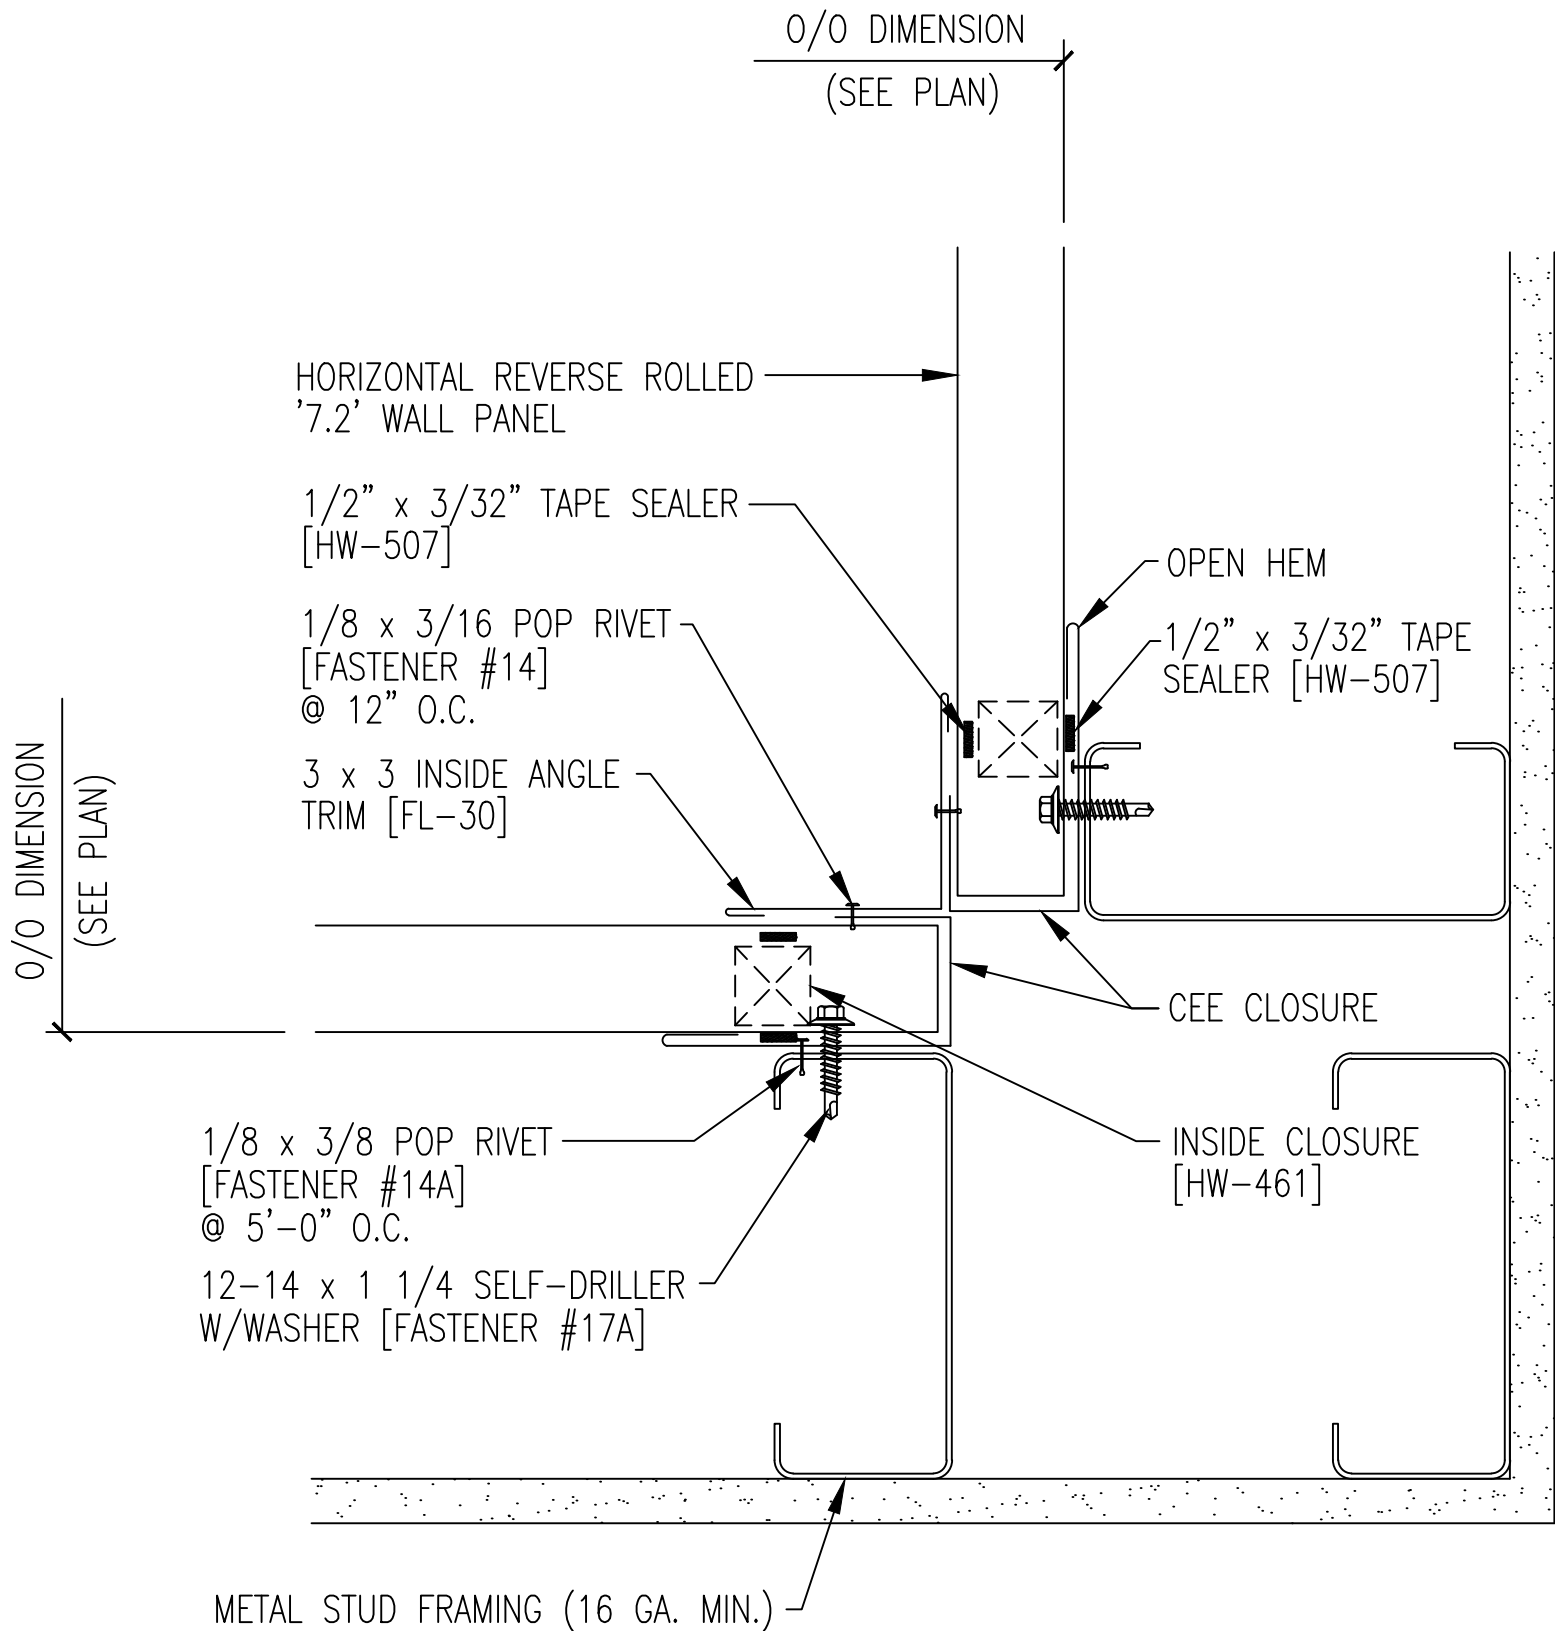 O/O DIMENSION
(SEE PLAN)
HORIZONTAL REVERSE ROLLED
'7.2' WALL PANEL
1/2" x 3/32" TAPE SEALER
[HW-507]
OPEN HEM
1/8 x 3/16 POP RIVET
[FASTENER #14]
@ 12" O.C.
1/2" x 3/32" TAPE
SEALER [HW-507]
3 x 3 INSIDE ANGLE
TRIM [FL-30]
O/O DIMENSION
(SEE PLAN)
CEE CLOSURE
1/8 x 3/8 POP RIVET
[FASTENER #14A]
@ 5'-0" O.C.
INSIDE CLOSURE
[HW-461]
12-14 x 1 1/4 SELF-DRILLER
W/WASHER [FASTENER #17A]
METAL STUD FRAMING (16 GA. MIN.)